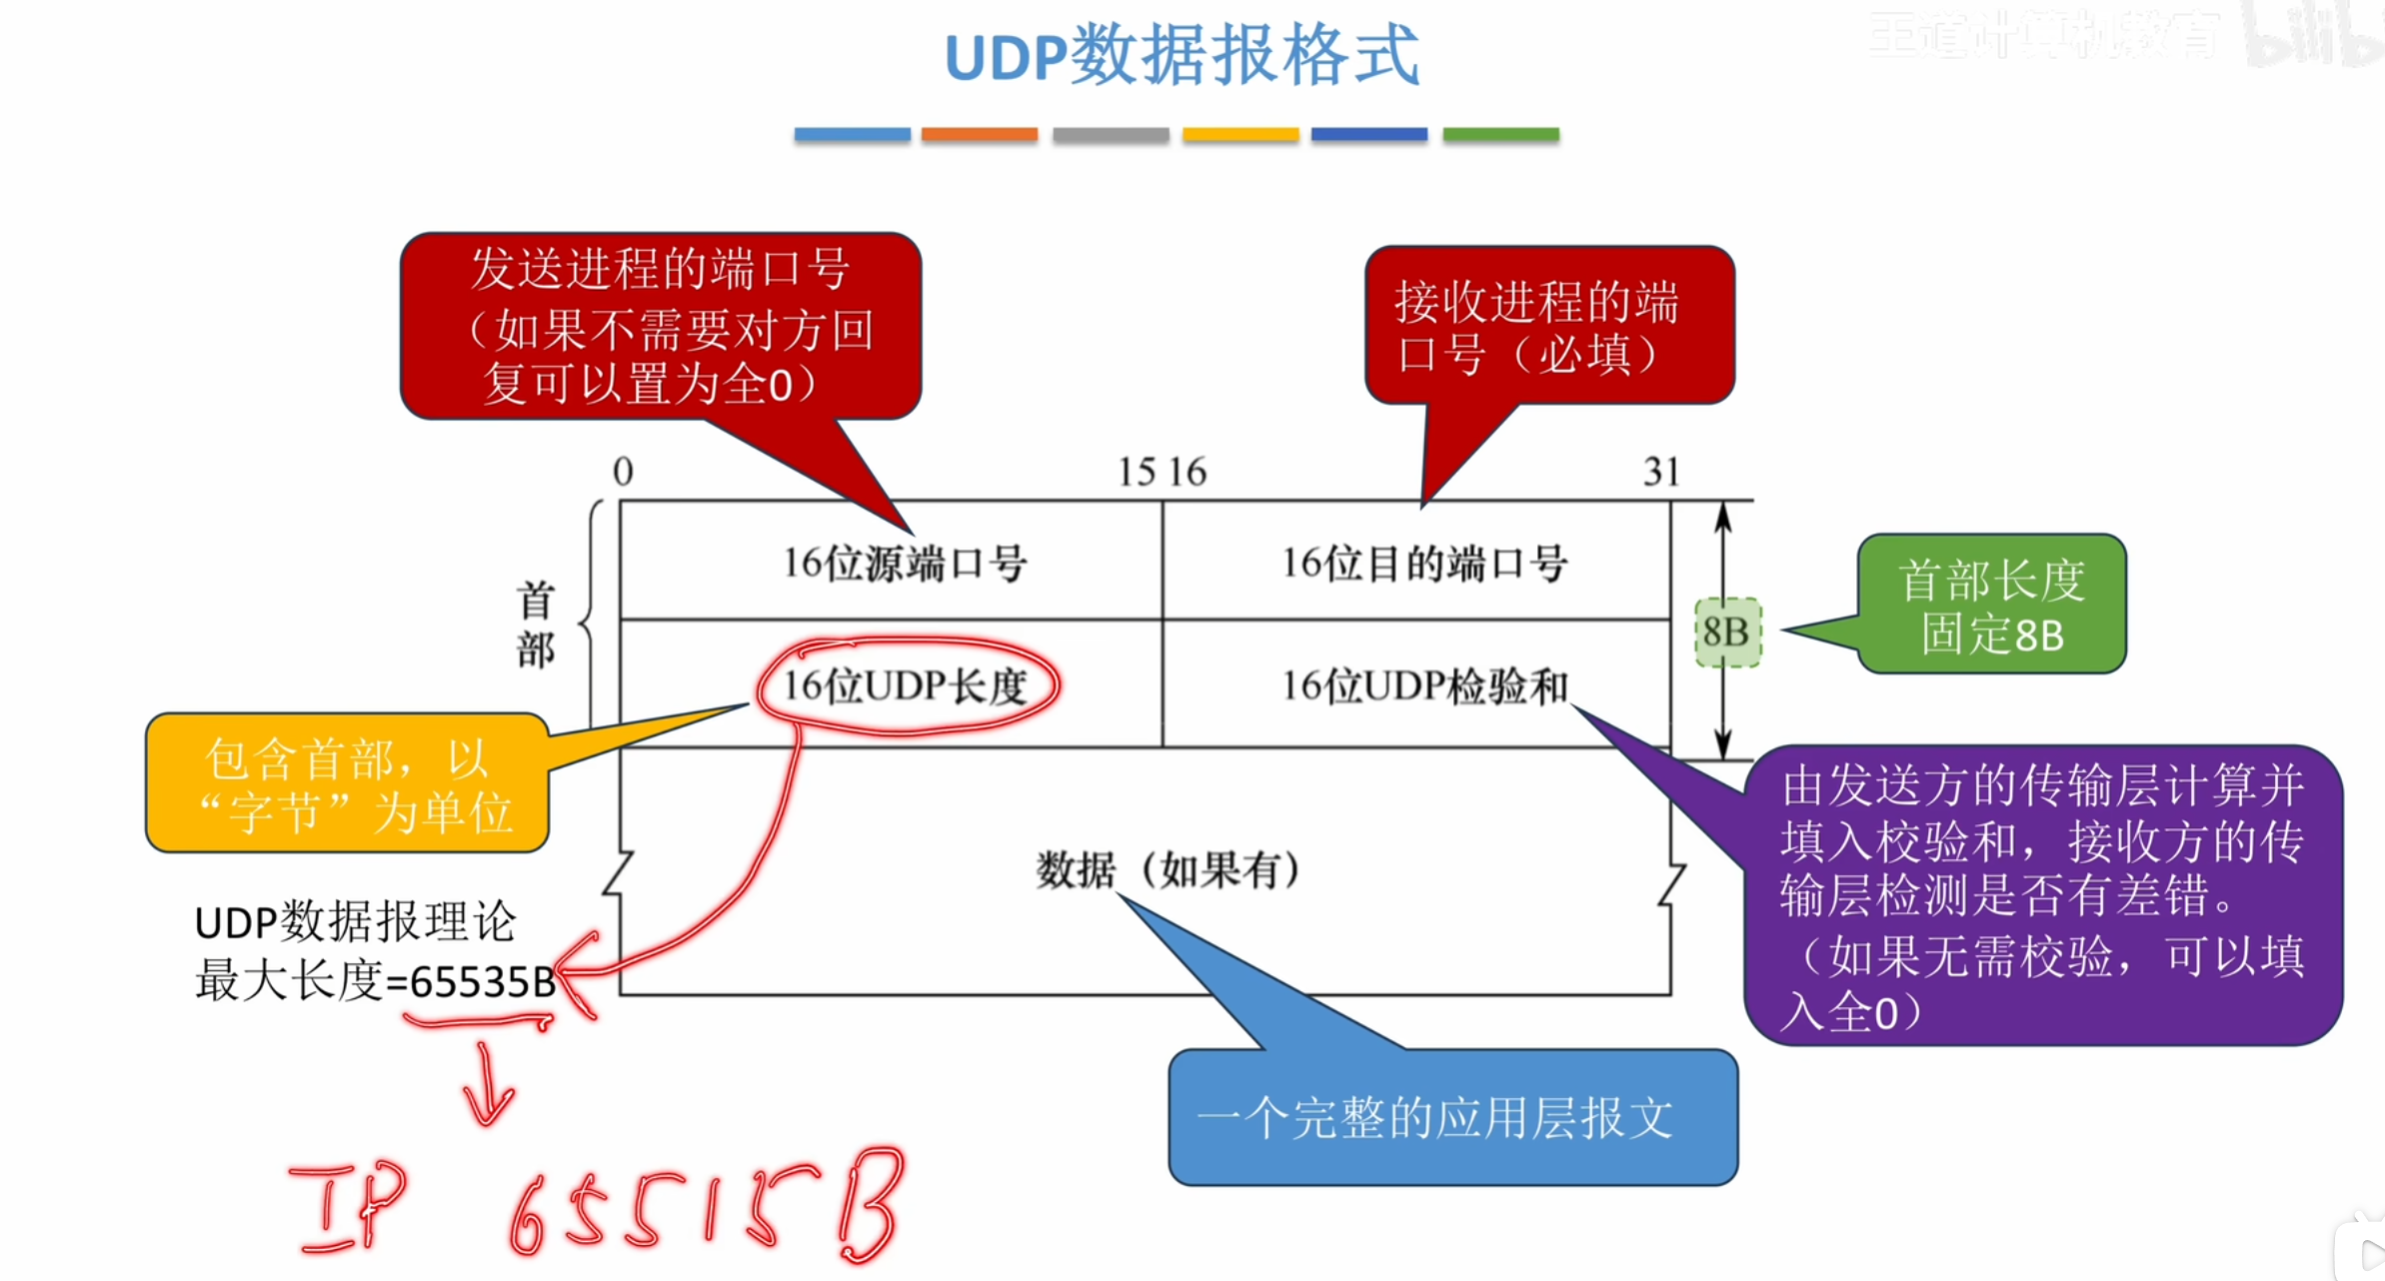 王道计算机教育
bilibili
UDP数据报格式
发送进程的端口号
（如果不需要对方回
复可以置为全0）
接收进程的端
口号（必填）
0
15 16
31
首部
16位源端口号
16位目的端口号
16位UDP长度
16位UDP检验和
8B
首部长度
固定8B
包含首部，以
“字节”为单位
由发送方的传输层计算并
填入校验和，接收方的传
输层检测是否有差错。
（如果无需校验，可以填
入全0）
数据（如果有）
UDP数据报理论
最大长度=65535B
一个完整的应用层报文
IP 65515B